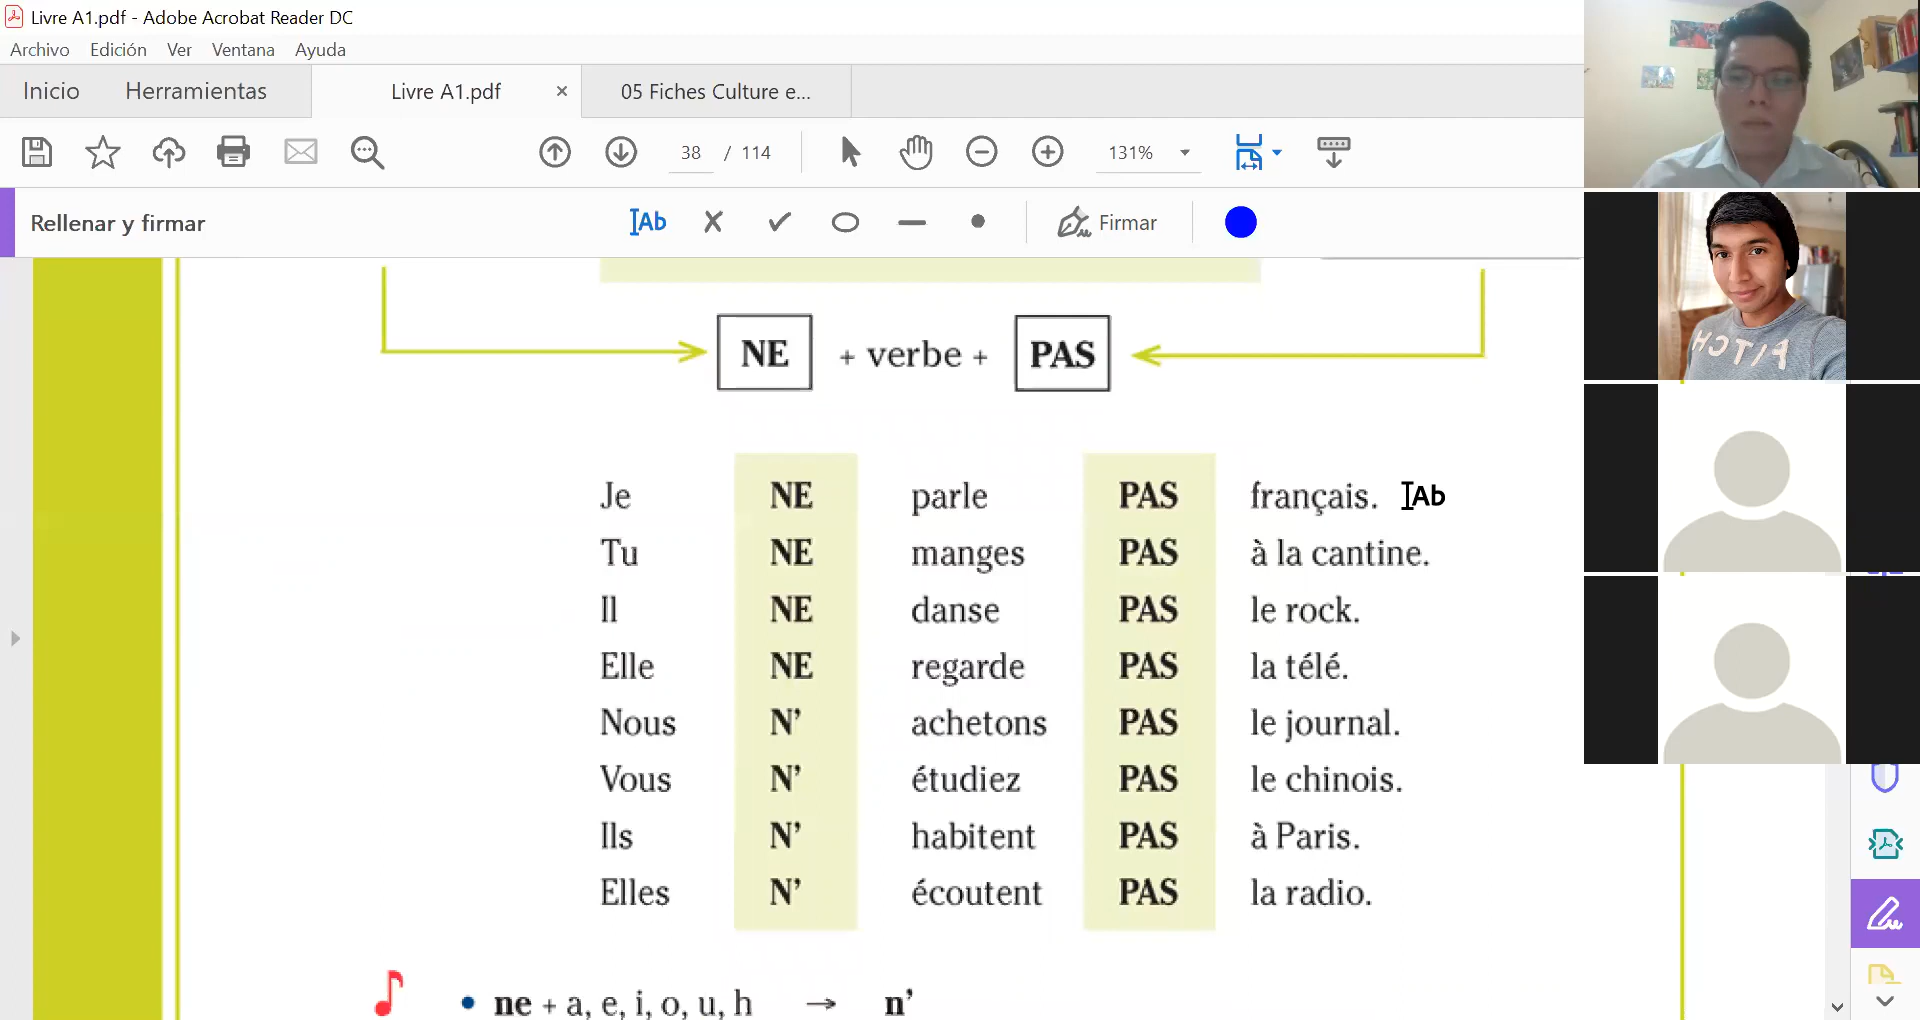 Livre A1.pdf - Adobe Acrobat Reader DC
Archivo Edición Ver Ventana Ayuda
Inicio Herramientas Livre A1.pdf × 05 Fiches Culture e...
38 / 114 131%
Rellenar y firmar Ab Firmar
NE + verbe + PAS
Je NE parle PAS français. Ab
Tu NE manges PAS à la cantine.
Il NE danse PAS le rock.
Elle NE regarde PAS la télé.
Nous N' achetons PAS le journal.
Vous N' étudiez PAS le chinois.
Ils N' habitent PAS à Paris.
Elles N' écoutent PAS la radio.
• ne + a, e, i, o, u, h → n'
FITCH